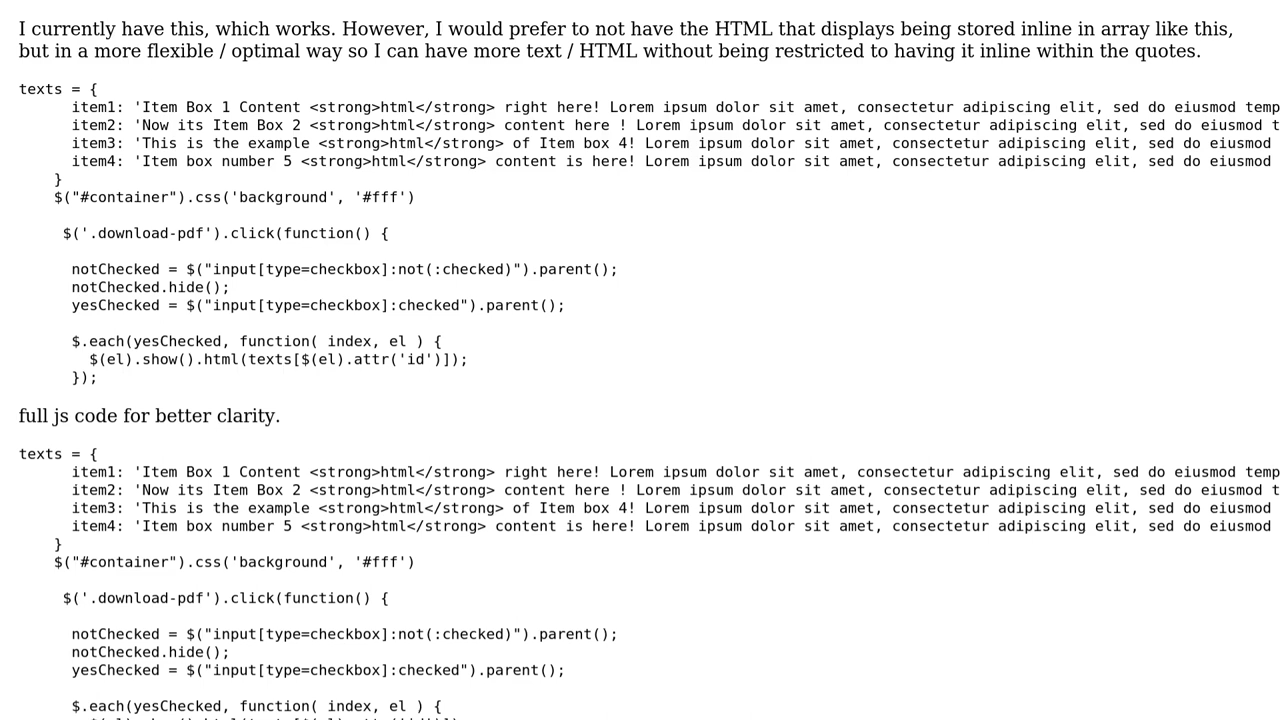 I currently have this, which works. However, I would prefer to not have the HTML that displays being stored inline in array like this,
but in a more flexible / optimal way so I can have more text / HTML without being restricted to having it inline within the quotes.
texts = {
item1: 'Item Box 1 Content <strong>html</strong> right here! Lorem ipsum dolor sit amet, consectetur adipiscing elit, sed do eiusmod temp
item2: 'Now its Item Box 2 <strong>html</strong> content here ! Lorem ipsum dolor sit amet, consectetur adipiscing elit, sed do eiusmod t
item3: 'This is the example <strong>html</strong> of Item box 4! Lorem ipsum dolor sit amet, consectetur adipiscing elit, sed do eiusmod
item4: 'Item box number 5 <strong>html</strong> content is here! Lorem ipsum dolor sit amet, consectetur adipiscing elit, sed do eiusmod
}
$("#container").css('background', '#fff')
$('.download-pdf').click(function() {
notChecked = $("input[type=checkbox]:not(:checked)").parent();
notChecked.hide();
yesChecked = $("input[type=checkbox]:checked").parent();
$.each(yesChecked, function( index, el ) {
$(el).show().html(texts[$(el).attr('id')]);
});
full js code for better clarity.
texts = {
item1: 'Item Box 1 Content <strong>html</strong> right here! Lorem ipsum dolor sit amet, consectetur adipiscing elit, sed do eiusmod temp
item2: 'Now its Item Box 2 <strong>html</strong> content here ! Lorem ipsum dolor sit amet, consectetur adipiscing elit, sed do eiusmod t
item3: 'This is the example <strong>html</strong> of Item box 4! Lorem ipsum dolor sit amet, consectetur adipiscing elit, sed do eiusmod
item4: 'Item box number 5 <strong>html</strong> content is here! Lorem ipsum dolor sit amet, consectetur adipiscing elit, sed do eiusmod
}
$("#container").css('background', '#fff')
$('.download-pdf').click(function() {
notChecked = $("input[type=checkbox]:not(:checked)").parent();
notChecked.hide();
yesChecked = $("input[type=checkbox]:checked").parent();
$.each(yesChecked, function( index, el ) {